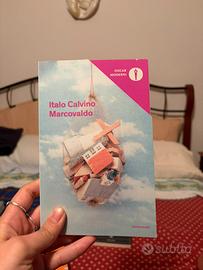 OSCAR
MODERNI
Italo Calvino
Marcovaldo
subito